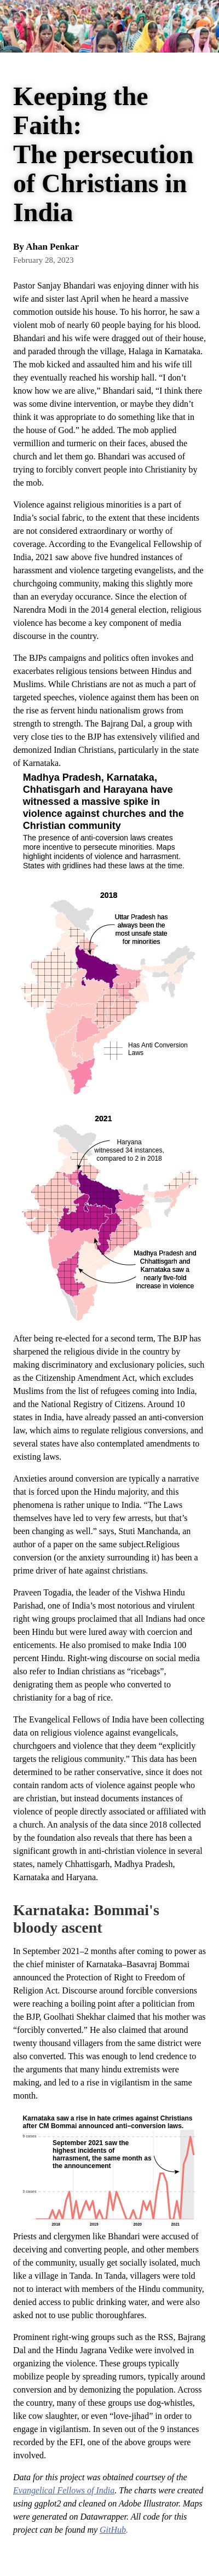 Keeping the
Faith:
The persecution
of Christians in
India
By Ahan Penkar
February 28, 2023
Pastor Sanjay Bhandari was enjoying dinner with his
wife and sister last April when he heard a massive
commotion outside his house. To his horror, he saw a
violent mob of nearly 60 people baying for his blood.
Bhandari and his wife were dragged out of their house,
and paraded through the village, Halaga in Karnataka.
The mob kicked and assaulted him and his wife till
they eventually reached his worship hall. “I don’t
know how we are alive,” Bhandari said, “I think there
was some divine intervention, or maybe they didn’t
think it was appropriate to do something like that in
the house of God.” he added. The mob applied
vermillion and turmeric on their faces, abused the
church and let them go. Bhandari was accused of
trying to forcibly convert people into Christianity by
the mob.
Violence against religious minorities is a part of
India’s social fabric, to the extent that these incidents
are not considered extraordinary or worthy of
coverage. According to the Evangelical Fellowship of
India, 2021 saw above five hundred instances of
harassment and violence targeting evangelists, and the
churchgoing community, making this slightly more
than an everyday occurance. Since the election of
Narendra Modi in the 2014 general election, religious
violence has become a key component of media
discourse in the country.
The BJPs campaigns and politics often invokes and
exacerbates religious tensions between Hindus and
Muslims. While Christians are not as much a part of
targeted speeches, violence against them has been on
the rise as fervent hindu nationalism grows from
strength to strength. The Bajrang Dal, a group with
very close ties to the BJP has extensively vilified and
demonized Indian Christians, particularly in the state
of Karnataka.
Madhya Pradesh, Karnataka,
Chhatisgarh and Harayana have
witnessed a massive spike in
violence against churches and the
Christian community
The presence of anti-coversion laws creates
more incentive to persecute minorities. Maps
highlight incidents of violence and harrasment.
States with gridlines had these laws at the time.
2018
Uttar Pradesh has
always been the
most unsafe state
for minorities
Has Anti Conversion
Laws
2021
Haryana
witnessed 34 instances,
compared to 2 in 2018
Madhya Pradesh and
Chhattisgarh and
Karnataka saw a
nearly five-fold
increase in violence
After being re-elected for a second term, The BJP has
sharpened the religious divide in the country by
making discriminatory and exclusionary policies, such
as the Citizenship Amendment Act, which excludes
Muslims from the list of refugees coming into India,
and the National Registry of Citizens. Around 10
states in India, have already passed an anti-conversion
law, which aims to regulate religious conversions, and
several states have also contemplated amendments to
existing laws.
Anxieties around conversion are typically a narrative
that is forced upon the Hindu majority, and this
phenomena is rather unique to India. “The Laws
themselves have led to very few arrests, but that’s
been changing as well.” says, Stuti Manchanda, an
author of a paper on the same subject.Religious
conversion (or the anxiety surrounding it) has been a
prime driver of hate against christians.
Praveen Togadia, the leader of the Vishwa Hindu
Parishad, one of India’s most notorious and virulent
right wing groups proclaimed that all Indians had once
been Hindu but were lured away with coercion and
enticements. He also promised to make India 100
percent Hindu. Right-wing discourse on social media
also refer to Indian christians as “ricebags”,
denigrating them as people who converted to
christianity for a bag of rice.
The Evangelical Fellows of India have been collecting
data on religious violence against evangelicals,
churchgoers and violence that they deem “explicitly
targets the religious community.” This data has been
determined to be rather conservative, since it does not
contain random acts of violence against people who
are christian, but instead documents instances of
violence of people directly associated or affiliated with
a church. An analysis of the data since 2018 collected
by the foundation also reveals that there has been a
significant growth in anti-christian violence in several
states, namely Chhattisgarh, Madhya Pradesh,
Karnataka and Haryana.
Karnataka: Bommai's
bloody ascent
In September 2021–2 months after coming to power as
the chief minister of Karnataka–Basavraj Bommai
announced the Protection of Right to Freedom of
Religion Act. Discourse around forcible conversions
were reaching a boiling point after a politician from
the BJP, Goolhati Shekhar claimed that his mother was
“forcibly converted.” He also claimed that around
twenty thousand villagers from the same district were
also converted. This was enough to lend credence to
the arguments that many hindu extremists were
making, and led to a rise in vigilantism in the same
month.
Karnataka saw a rise in hate crimes against Christians
after CM Bommai announced anti–conversion laws.
9 cases
September 2021 saw the
highest incidents of
harrasment, the same month as
the announcement
3 cases
2018 2019 2020 2021
Priests and clergymen like Bhandari were accused of
deceiving and converting people, and other members
of the community, usually get socially isolated, much
like a village in Tanda. In Tanda, villagers were told
not to interact with members of the Hindu community,
denied access to public drinking water, and were also
asked not to use public thoroughfares.
Prominent right-wing groups such as the RSS, Bajrang
Dal and the Hindu Jagrana Vedike were involved in
organizing the violence. These groups typically
mobilize people by spreading rumors, typically around
conversion and by demonizing the population. Across
the country, many of these groups use dog-whistles,
like cow slaughter, or even “love-jihad” in order to
engage in vigilantism. In seven out of the 9 instances
recorded by the EFI, one of the above groups were
involved.
Data for this project was obtained courtsey of the
Evangelical Fellows of India. The charts were created
using ggplot2 and cleaned on Adobe Illustrator. Maps
were generated on Datawrapper. All code for this
project can be found my GitHub.